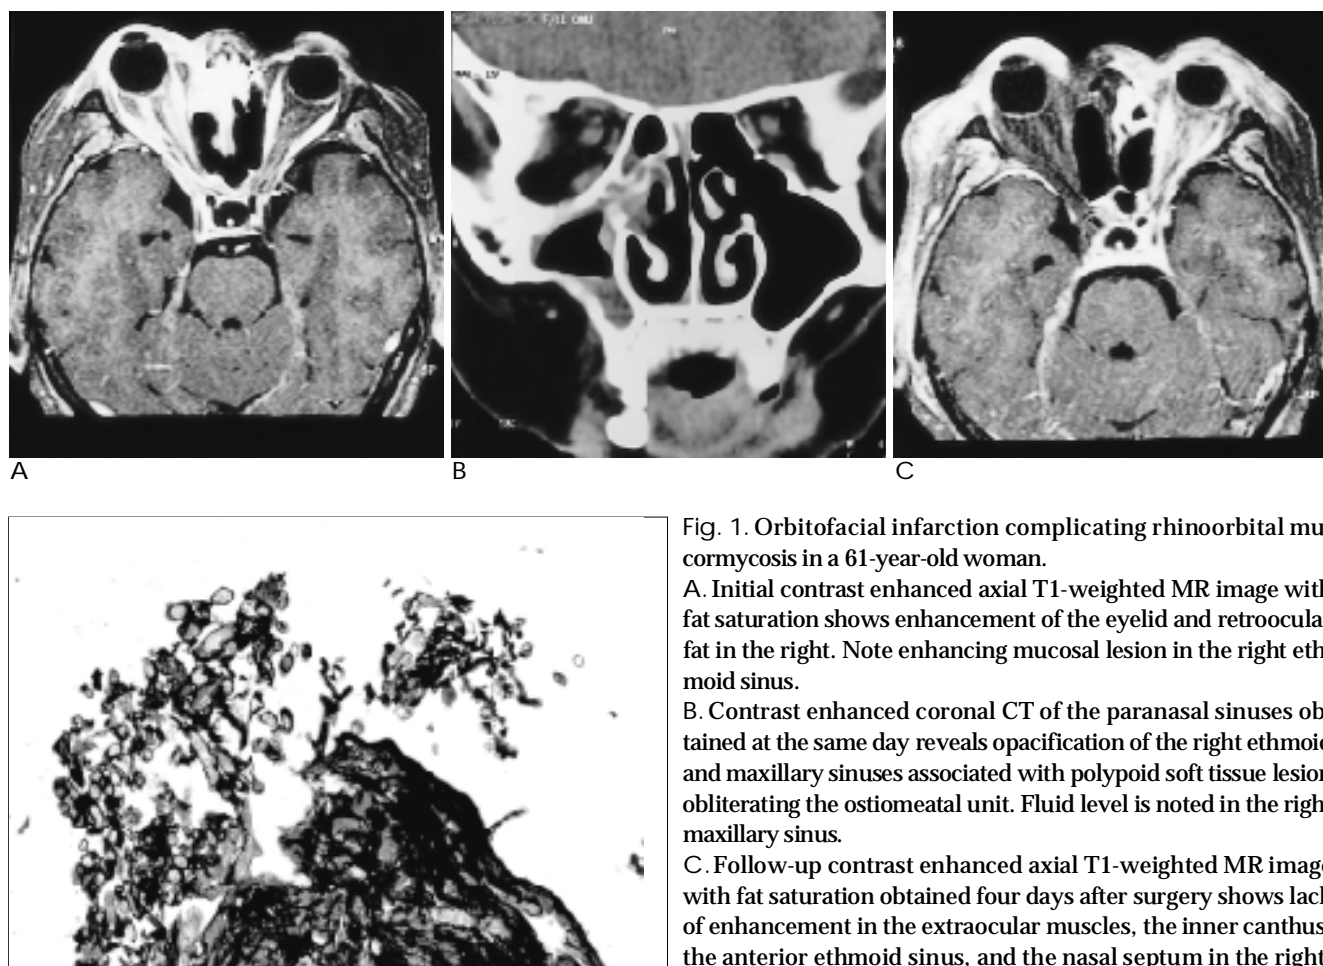 A
B
C
Fig. 1. Orbitofacial infarction complicating rhinoorbital mu
cormycosis in a 61-year-old woman.
A. Initial contrast enhanced axial T1-weighted MR image with
fat saturation shows enhancement of the eyelid and retroocula
fat in the right. Note enhancing mucosal lesion in the right eth
moid sinus.
B. Contrast enhanced coronal CT of the paranasal sinuses ob
tained at the same day reveals opacification of the right ethmoid
and maxillary sinuses associated with polypoid soft tissue lesion
obliterating the ostiomeatal unit. Fluid level is noted in the righ
maxillary sinus.
C. Follow-up contrast enhanced axial T1-weighted MR image
with fat saturation obtained four days after surgery shows lack
of enhancement in the extraocular muscles, the inner canthus,
the anterior ethmoid sinus, and the nasal septum in the right